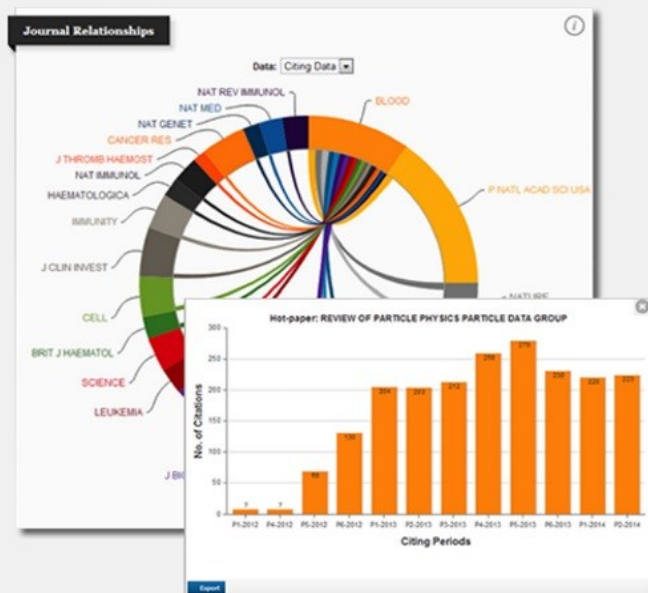 Journal Relationships
i
Data: Citing Data
NAT REV IMMUNOL
BLOOD
NAT MED
NAT GENET
CANCER RES
P NATL ACAD SCI USA
J THROMB HAEMOST
NAT IMMUNOL
HAEMATOLOGICA
IMMUNITY
J CLIN INVEST
NATURE
CELL
BRIT J HAEMATOL
SCIENCE
LEUKEMIA
J BIO
Hot-paper: REVIEW OF PARTICLE PHYSICS PARTICLE DATA GROUP
No. of Citations
300
250
200
150
100
50
0
7
7
130
204
203
212
279
230
220
223
P1-2012
P4-2012
P5-2012
P6-2012
P1-2013
P2-2013
P3-2013
P4-2013
P5-2013
P6-2013
P1-2014
P2-2014
Citing Periods
Export